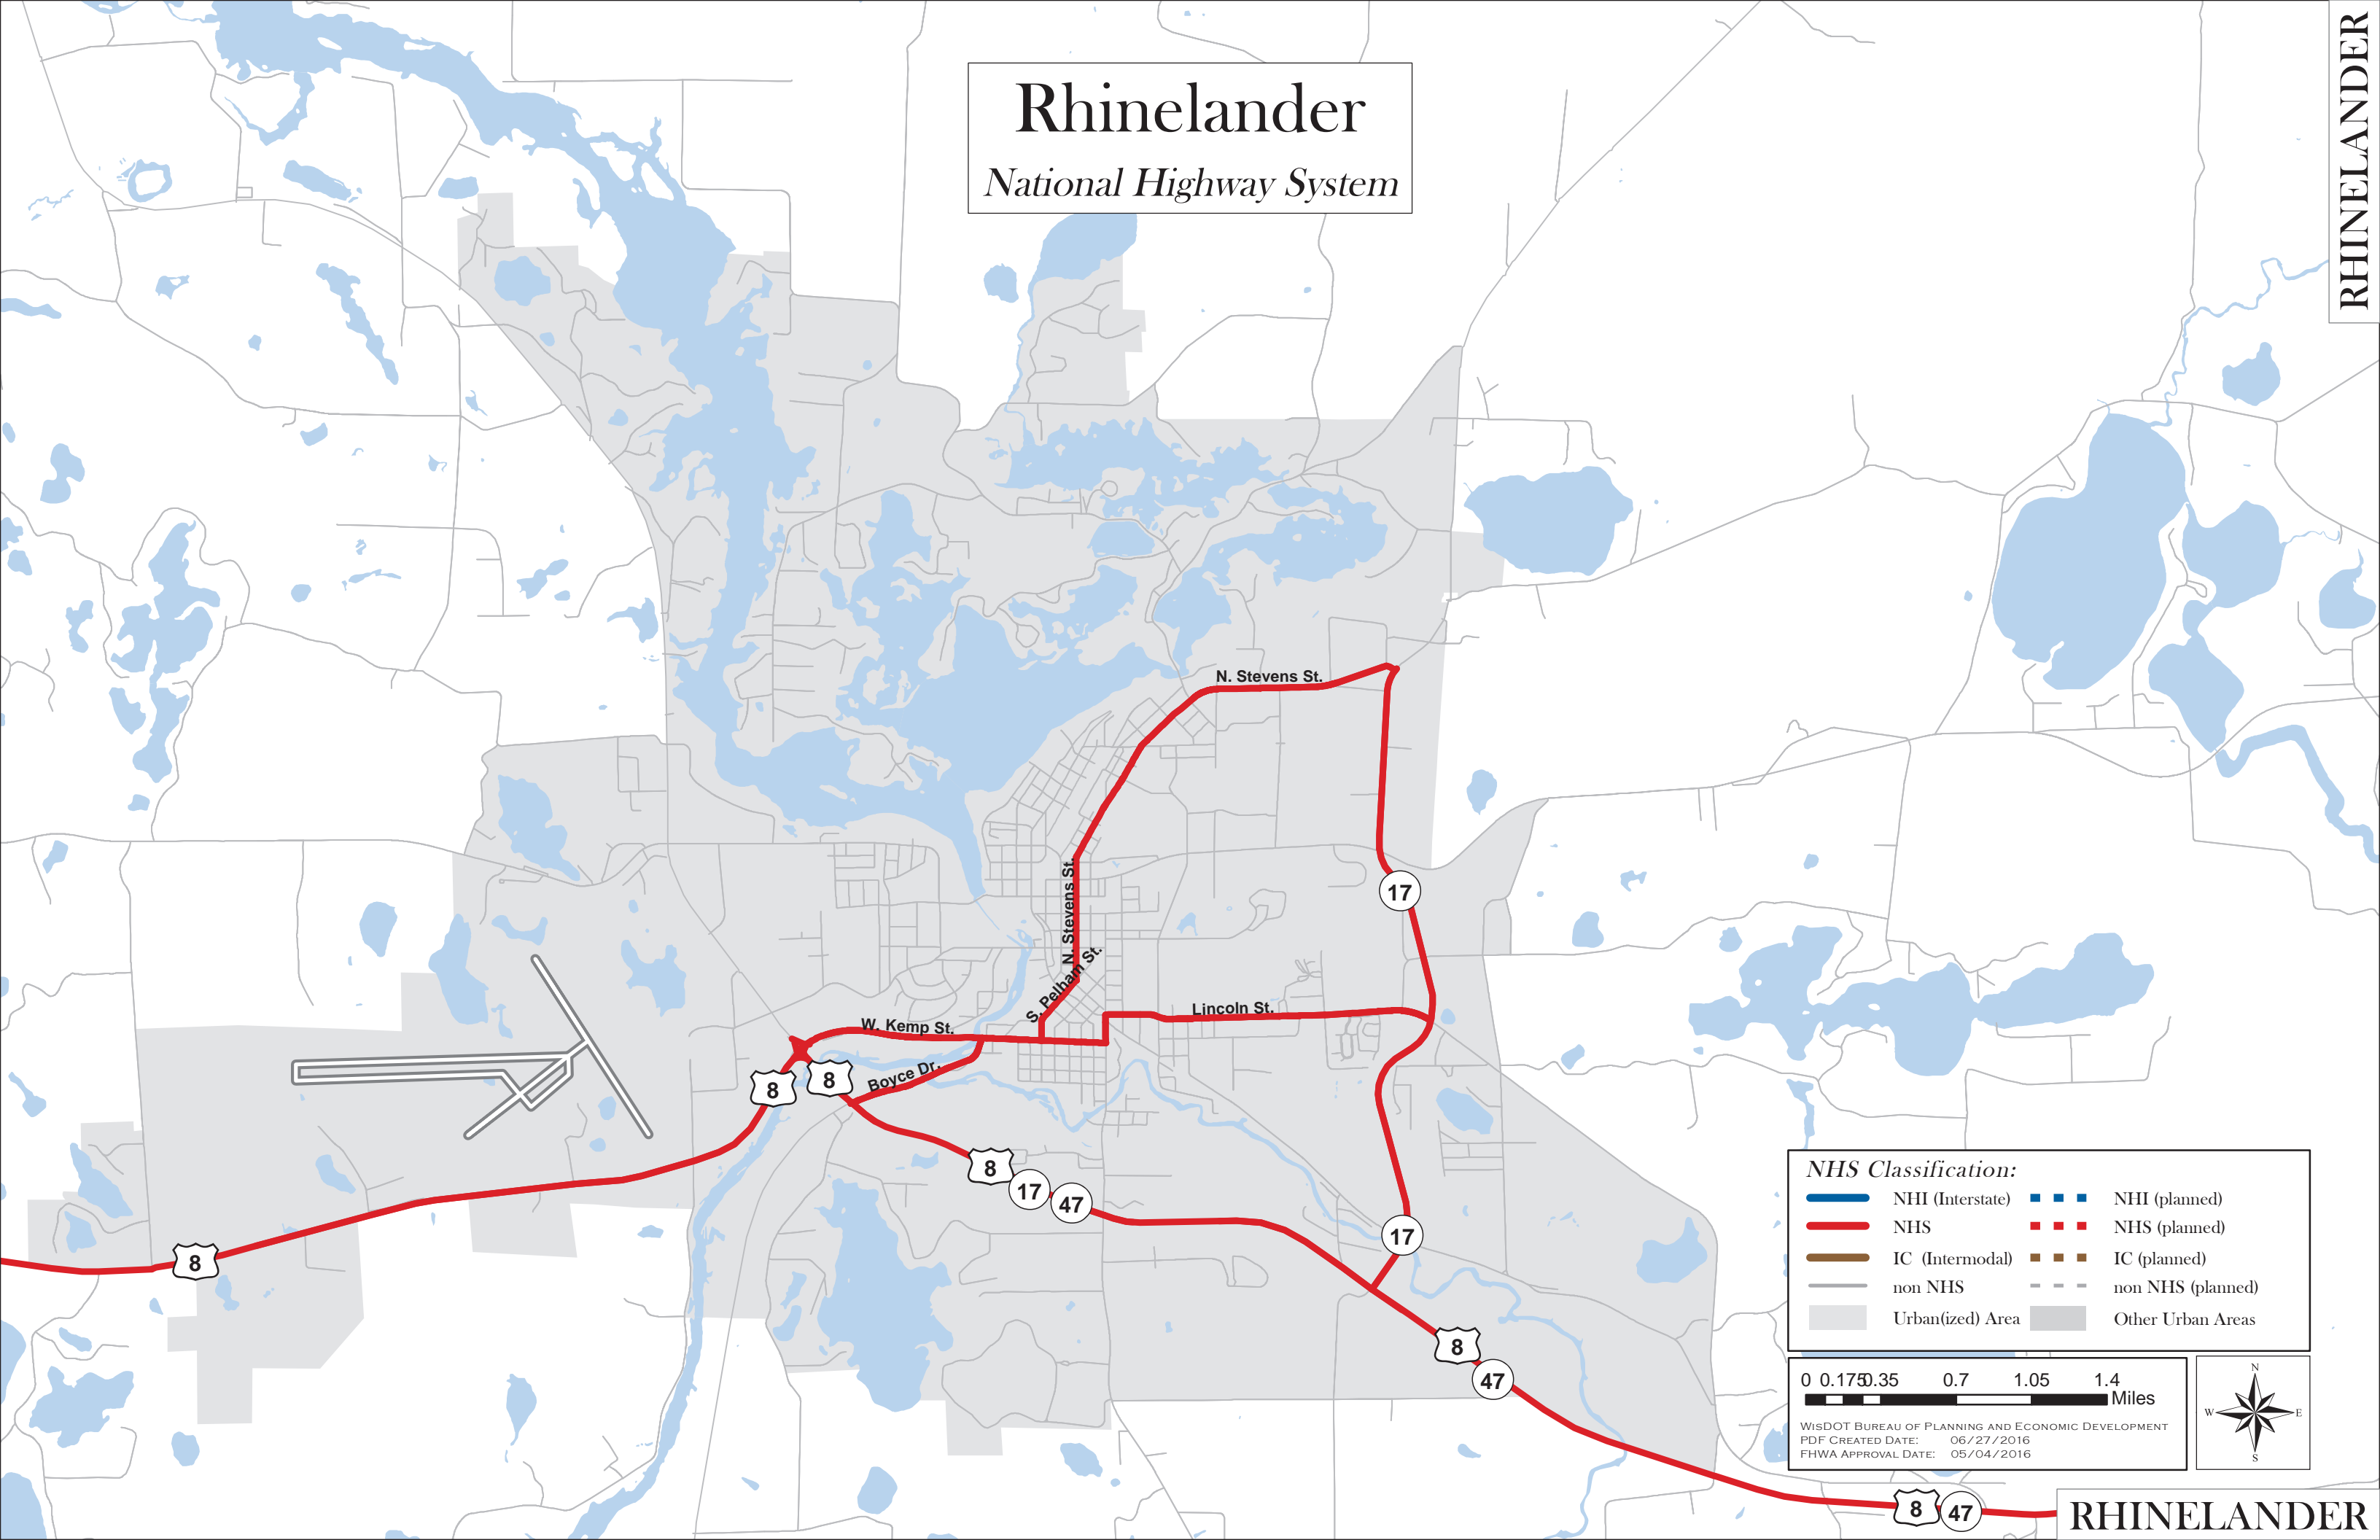 Rhinelander
National Highway System
RHINELANDER
N. Stevens St.
N. Stevens St.
17
S. Pelham St.
Lincoln St.
W. Kemp St.
Boyce Dr.
8
8
8
17
47
17
8
8
47
8
47
NHS Classification:
NHI (Interstate) NHI (planned)
NHS NHS (planned)
IC (Intermodal) IC (planned)
non NHS non NHS (planned)
Urban(ized) Area Other Urban Areas
0 0.175 0.35 0.7 1.05 1.4
Miles
WISDOT BUREAU OF PLANNING AND ECONOMIC DEVELOPMENT
PDF CREATED DATE: 06/27/2016
FHWA APPROVAL DATE: 05/04/2016
N
W E
S
RHINELANDER